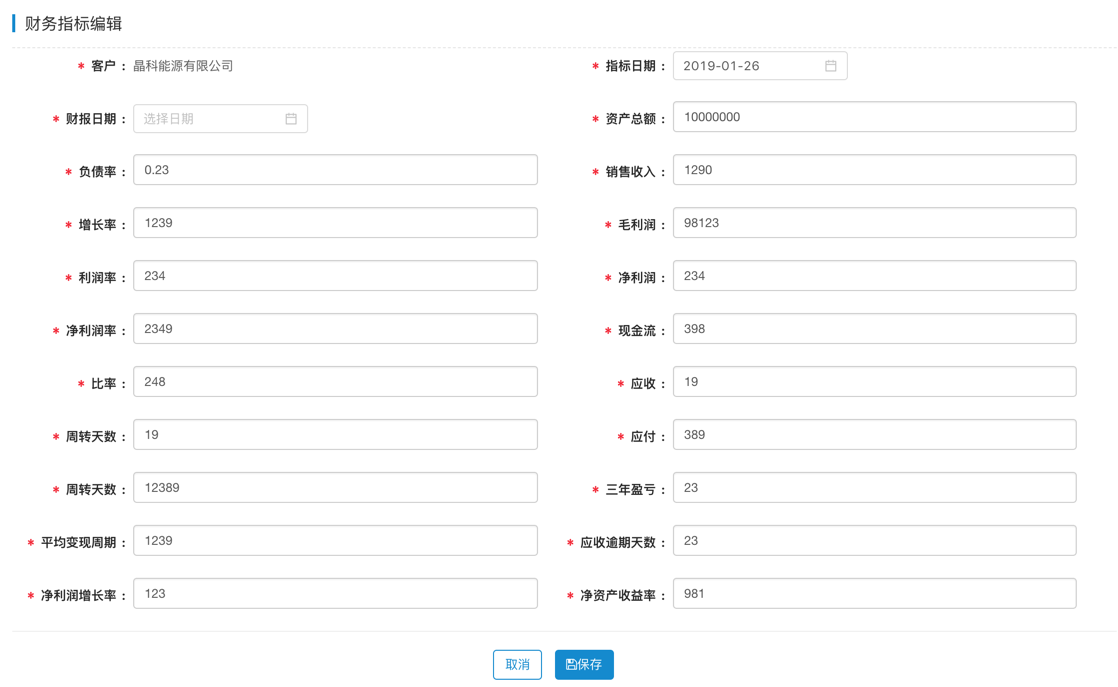 财务指标编辑
* 客户： 晶科能源有限公司 * 指标日期： 2019-01-26
* 财报日期： 选择日期 * 资产总额： 10000000
* 负债率： 0.23 * 销售收入： 1290
* 增长率： 1239 * 毛利润： 98123
* 利润率： 234 * 净利润： 234
* 净利润率： 2349 * 现金流： 398
* 比率： 248 * 应收： 19
* 周转天数： 19 * 应付： 389
* 周转天数： 12389 * 三年盈亏： 23
* 平均变现周期： 1239 * 应收逾期天数： 23
* 净利润增长率： 123 * 净资产收益率： 981
取消 保存